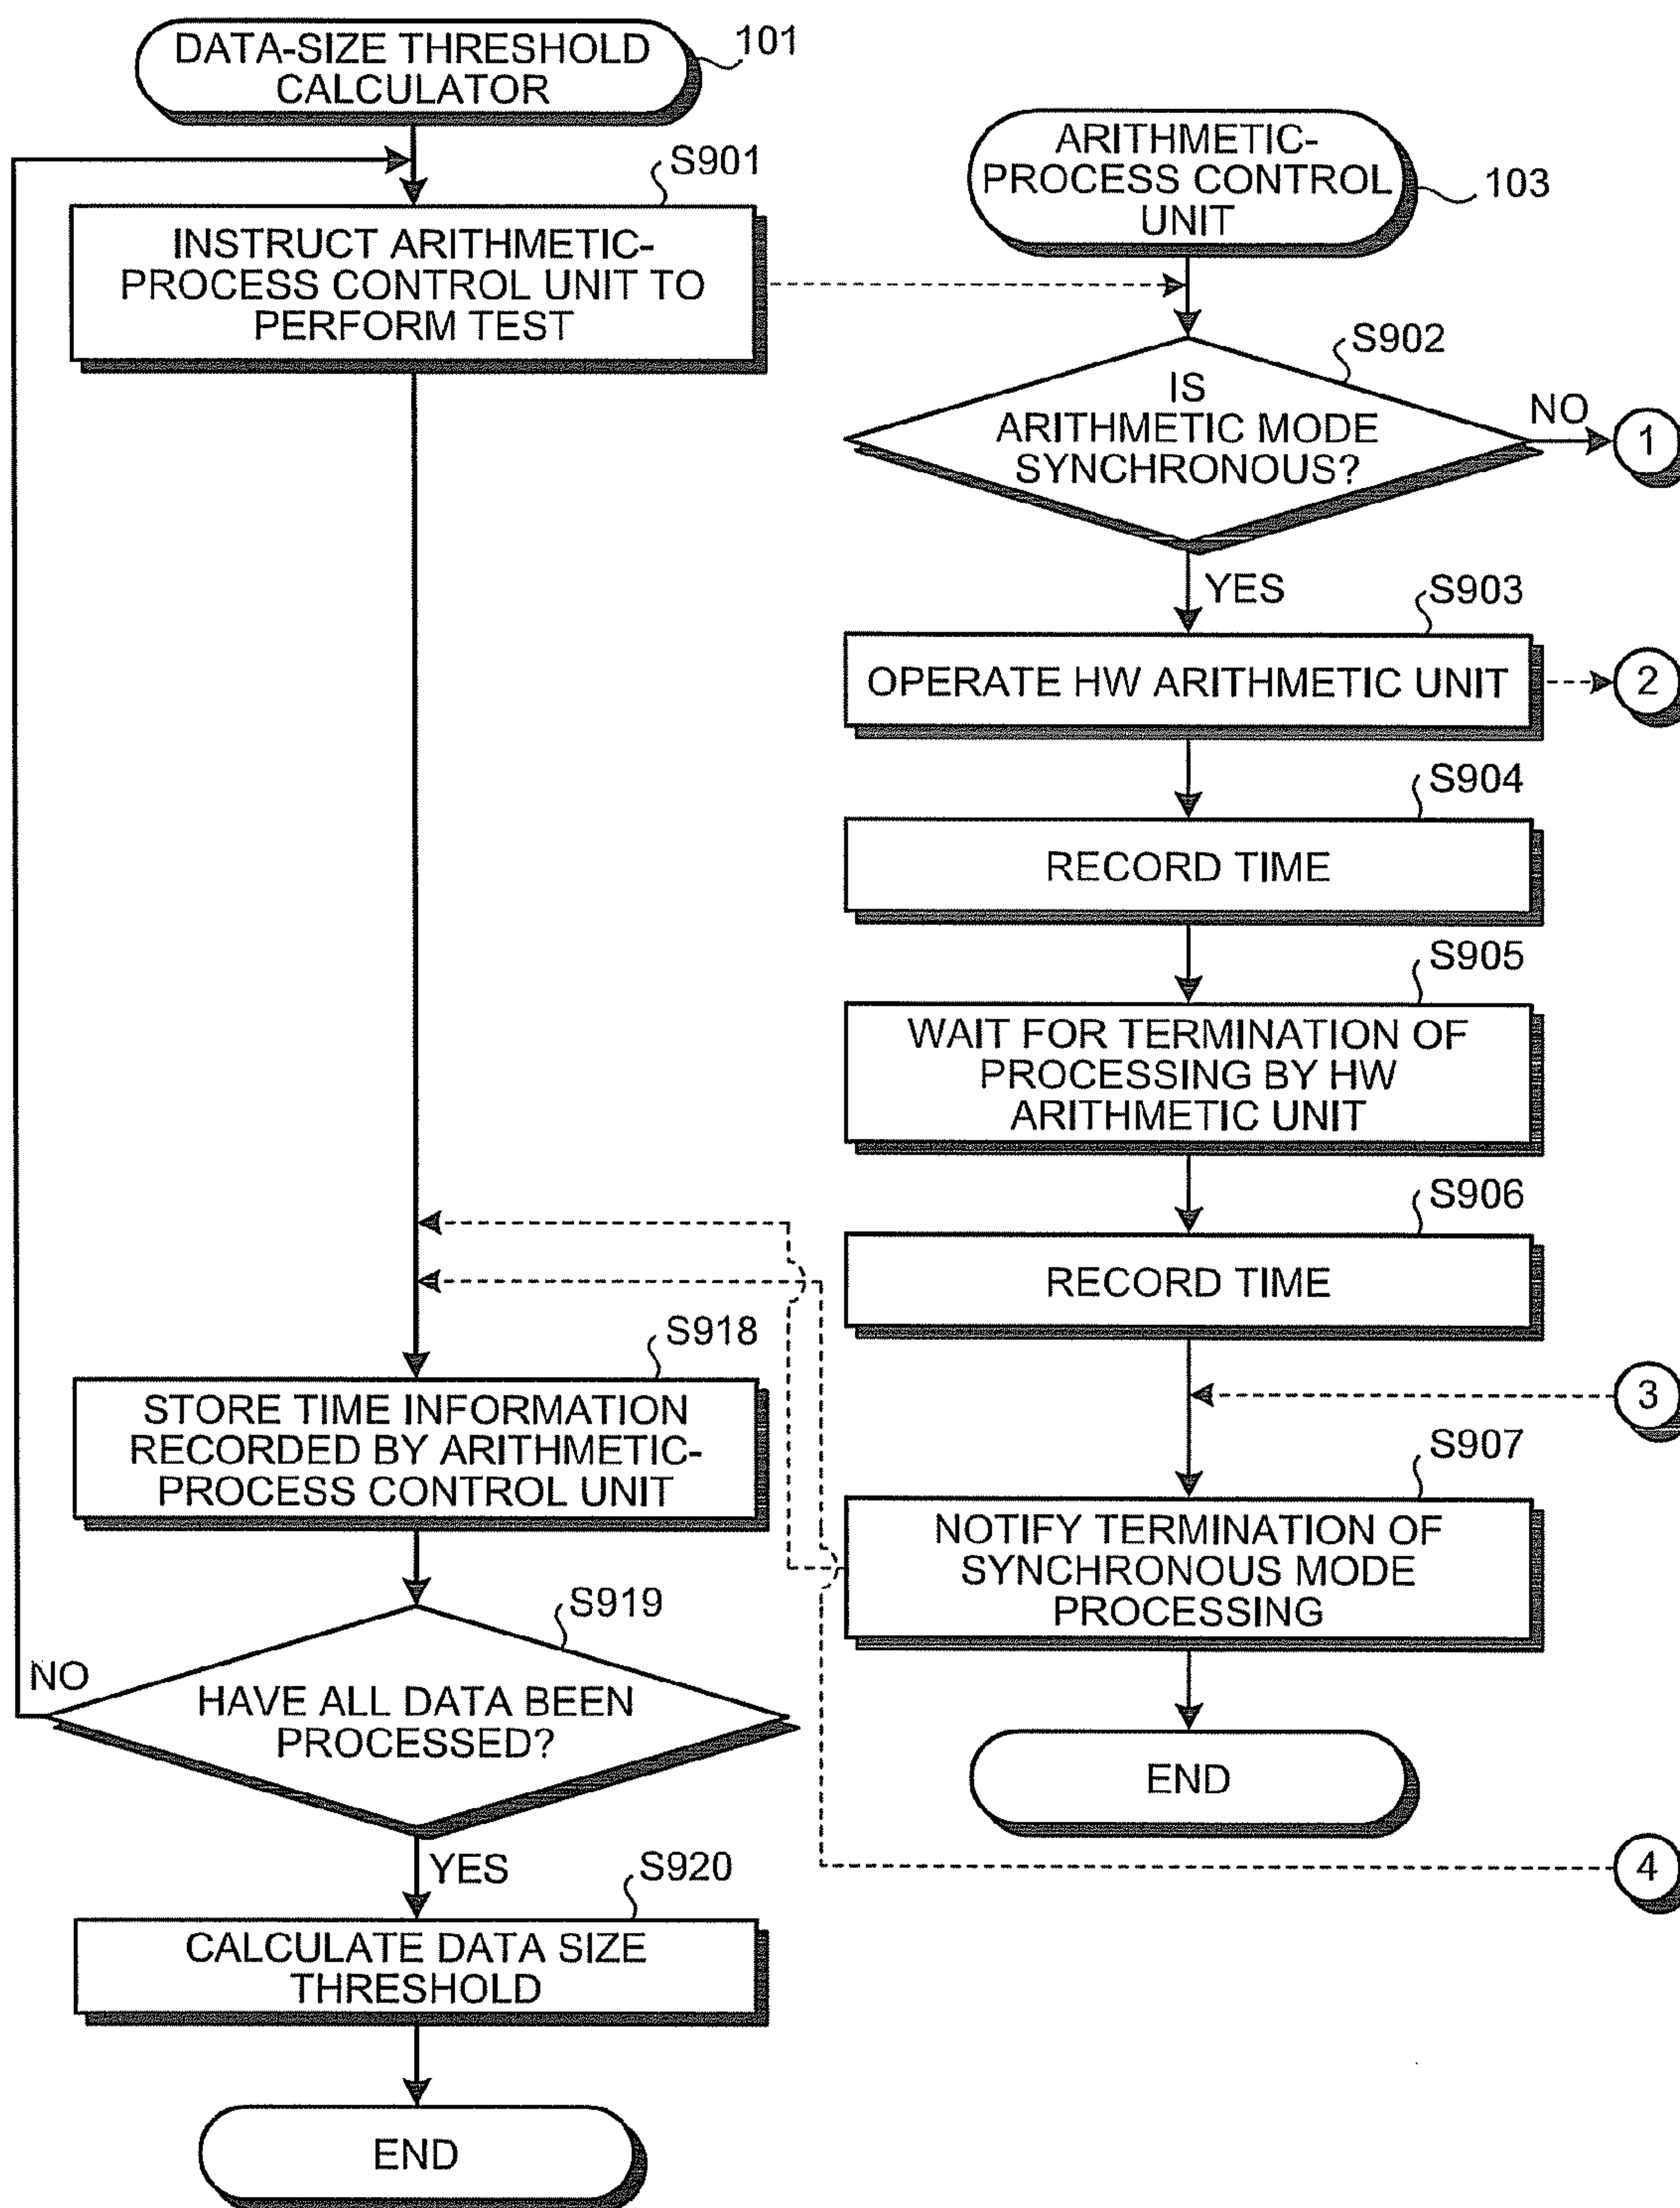 DATA-SIZE THRESHOLD
CALCULATOR
101
S901
INSTRUCT ARITHMETIC-
PROCESS CONTROL UNIT TO
PERFORM TEST
ARITHMETIC-
PROCESS CONTROL
UNIT
103
S902
IS
ARITHMETIC MODE
SYNCHRONOUS?
NO
1
YES
S903
OPERATE HW ARITHMETIC UNIT
2
S904
RECORD TIME
S905
WAIT FOR TERMINATION OF
PROCESSING BY HW
ARITHMETIC UNIT
S906
RECORD TIME
3
S907
NOTIFY TERMINATION OF
SYNCHRONOUS MODE
PROCESSING
END
4
S918
STORE TIME INFORMATION
RECORDED BY ARITHMETIC-
PROCESS CONTROL UNIT
S919
NO
HAVE ALL DATA BEEN
PROCESSED?
YES
S920
CALCULATE DATA SIZE
THRESHOLD
END